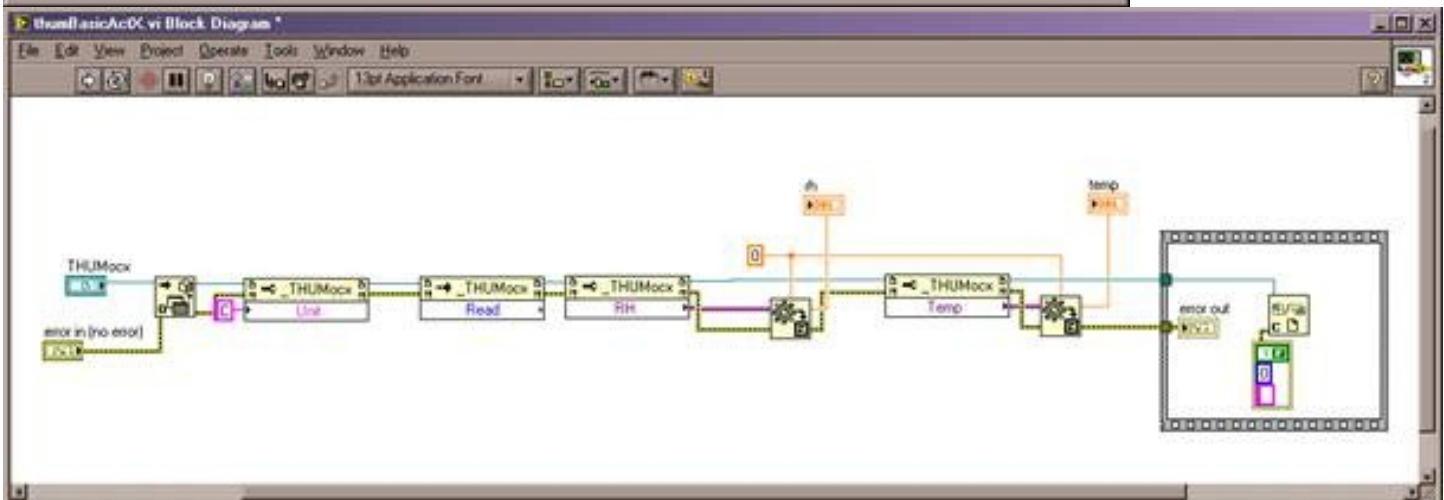 thumBasicActX.vi Block Diagram *
File Edit View Project Operate Tools Window Help
13pt Application Font
rh
temp
0
THUMocx
_THUMocx
_THUMocx
_THUMocx
_THUMocx
C
Unit
Read
RH
Temp
error in (no error)
error out
0